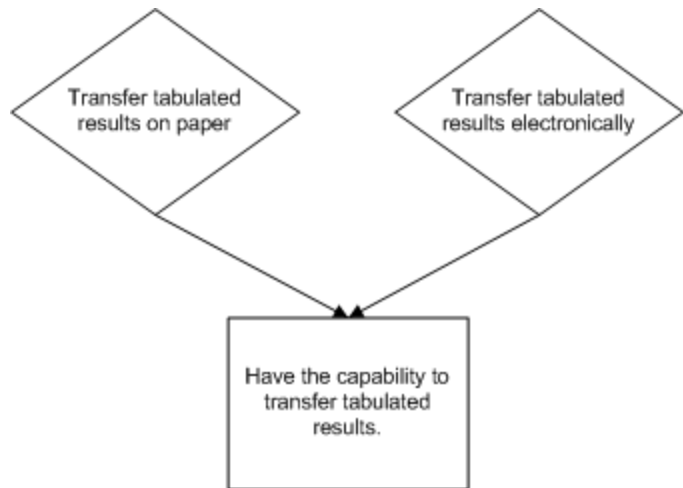 Transfer tabulated
results on paper
Transfer tabulated
results electronically
Have the capability to
transfer tabulated
results.